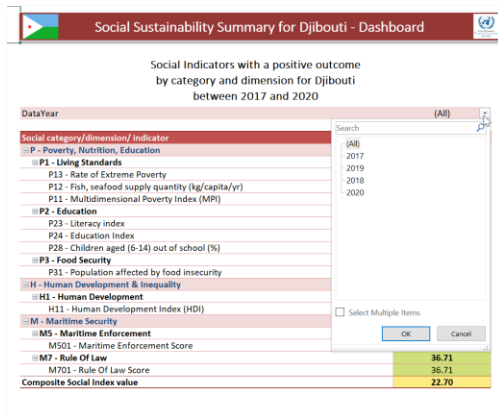 Social Sustainability Summary for Djibouti - Dashboard
Social Indicators with a positive outcome
by category and dimension for Djibouti
between 2017 and 2020
DataYear (All)
Search
(All)
2017
2019
2018
2020
Select Multiple Items
OK Cancel
Social category/dimension/ Indicator
P - Poverty, Nutrition, Education
P1 - Living Standards
P13 - Rate of Extreme Poverty
P12 - Fish, seafood supply quantity (kg/capita/yr)
P11 - Multidimensional Poverty Index (MPI)
P2 - Education
P23 - Literacy index
P24 - Education Index
P28 - Children aged (6-14) out of school (%)
P3 - Food Security
P31 - Population affected by food insecurity
H - Human Development & Inequality
H1 - Human Development
H11 - Human Development Index (HDI)
M - Maritime Security
M5 - Maritime Enforcement
M501 - Maritime Enforcement Score
M7 - Rule Of Law 36.71
M701 - Rule Of Law Score 36.71
Composite Social Index value 22.70